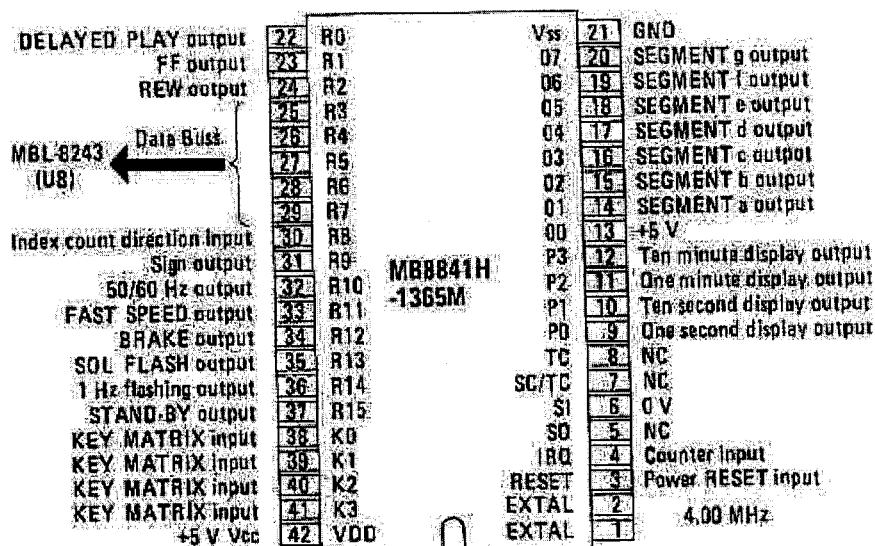 DELAYED PLAY output 22 R0 Vss 21 GND
FF output 23 R1 07 20 SEGMENT g output
REW output 24 R2 06 19 SEGMENT f output
25 R3 05 18 SEGMENT e output
Data Buss 26 R4 04 17 SEGMENT d output
MBL-8243 27 R5 03 16 SEGMENT c output
(U8) 28 R6 02 15 SEGMENT b output
29 R7 01 14 SEGMENT a output
Index count direction input 30 R8 00 13 +5 V
Sign output 31 R9 P3 12 Ten minute display output
MB8841H
50/60 Hz output 32 R10 P2 11 One minute display output
-1365M
FAST SPEED output 33 R11 P1 10 Ten second display output
BRAKE output 34 R12 P0 9 One second display output
SOL FLASH output 35 R13 TC 8 NC
1 Hz flashing output 36 R14 SC/TC 7 NC
STAND-BY output 37 R15 SI 6 0 V
KEY MATRIX input 38 K0 SO 5 NC
KEY MATRIX input 39 K1 IRQ 4 Counter input
KEY MATRIX input 40 K2 RESET 3 Power RESET input
KEY MATRIX input 41 K3 EXTAL 2
4.00 MHz
+5 V Vcc 42 VDD EXTAL 1